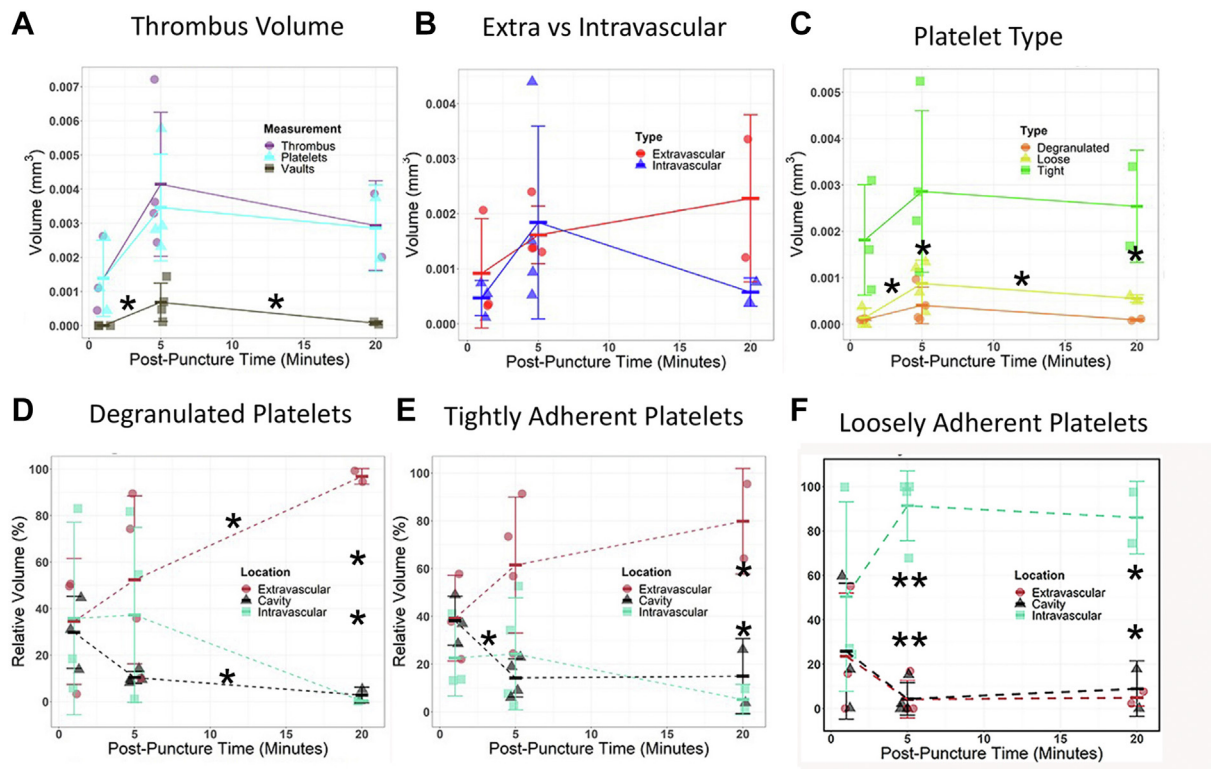 A
Thrombus Volume
Volume (mm3)
0.007
0.006
0.005
0.004
0.003
0.002
0.001
0.000
Measurement
Thrombus
Platelets
Vaults
*
*
0
5
10
15
20
Post-Puncture Time (Minutes)
B
Extra vs Intravascular
Volume (mm3)
0.004
0.003
0.002
0.001
0.000
Type
Extravascular
Intravascular
0
5
10
15
20
Post-Puncture Time (Minutes)
C
Platelet Type
Volume (mm3)
0.005
0.004
0.003
0.002
0.001
0.000
Type
Degranulated
Loose
Tight
*
*
*
*
0
5
10
15
20
Post-Puncture Time (Minutes)
D
Degranulated Platelets
Relative Volume (%)
100
80
60
40
20
0
Location
Extravascular
Cavity
Intravascular
*
*
*
*
0
5
10
15
20
Post-Puncture Time (Minutes)
E
Tightly Adherent Platelets
Relative Volume (%)
100
80
60
40
20
0
Location
Extravascular
Cavity
Intravascular
*
*
*
0
5
10
15
20
Post-Puncture Time (Minutes)
F
Loosely Adherent Platelets
Relative Volume (%)
100
80
60
40
20
0
Location
Extravascular
Cavity
Intravascular
**
*
**
*
0
5
10
15
20
Post-Puncture Time (Minutes)